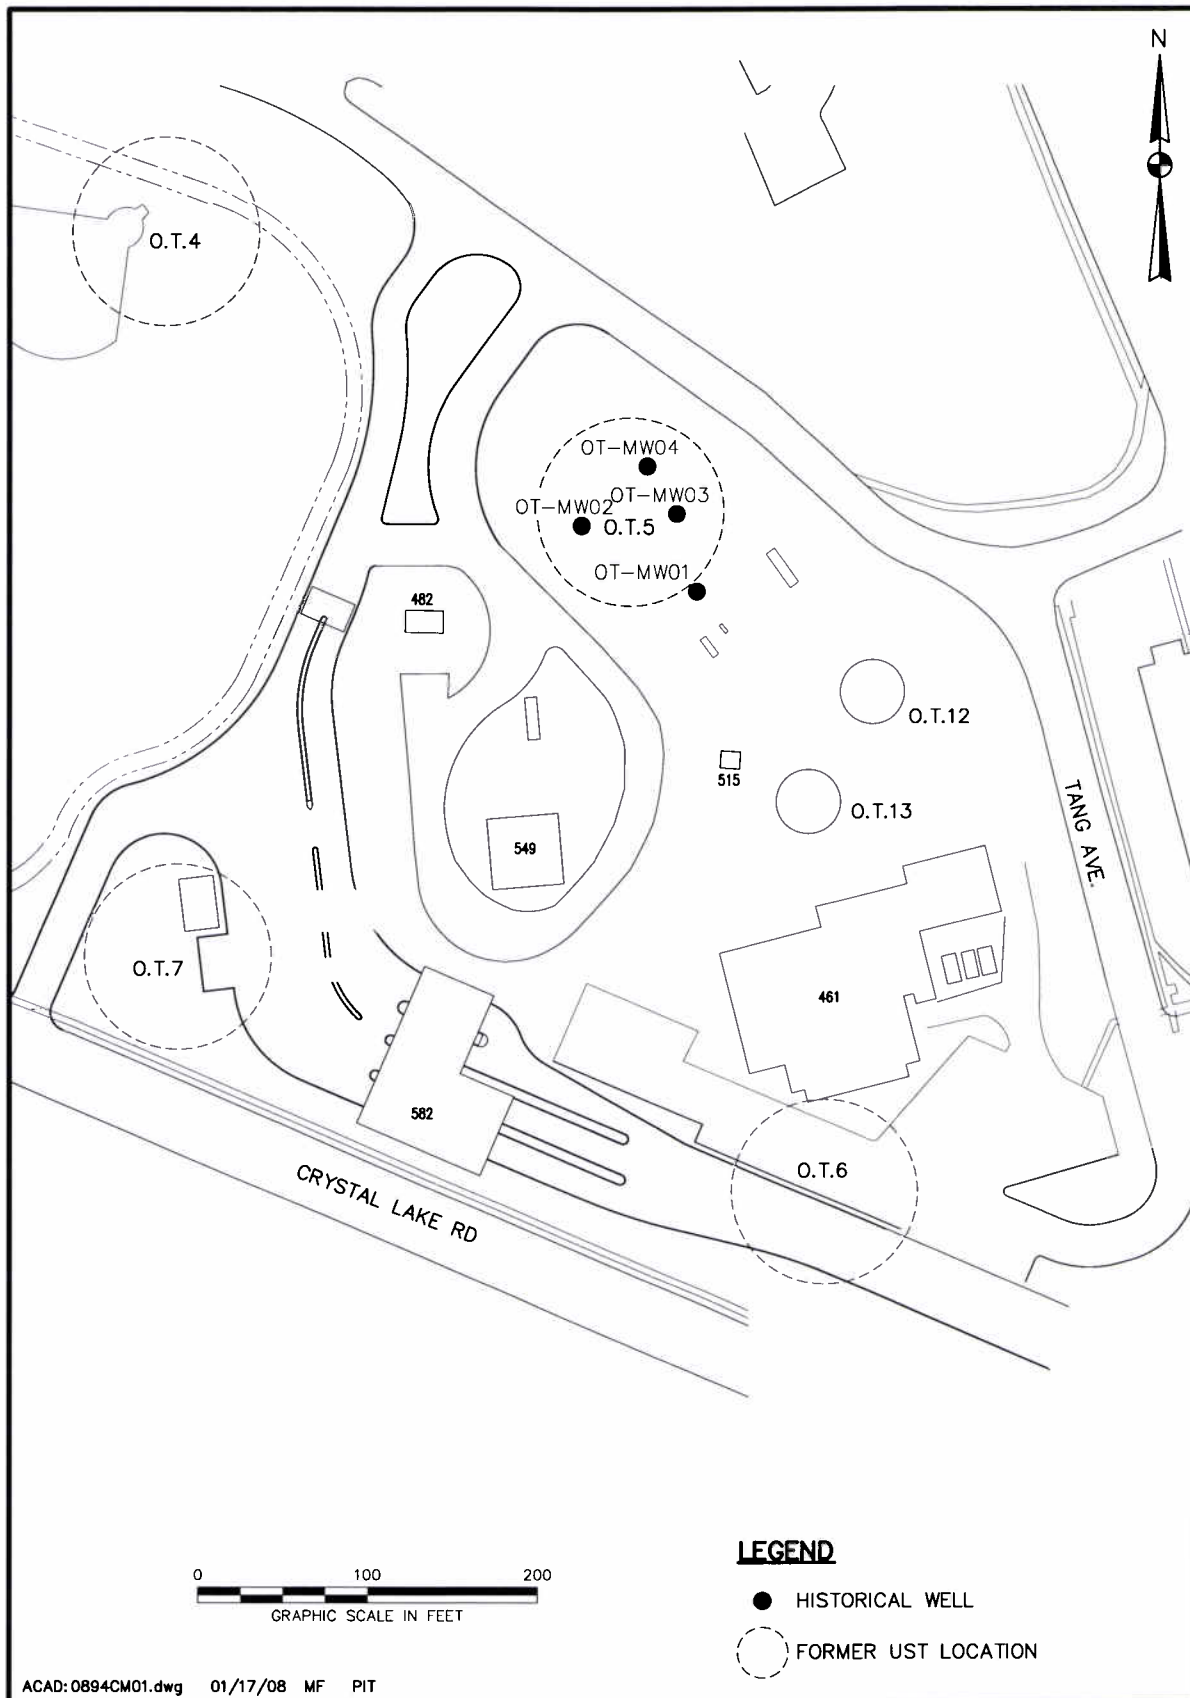 N
O.T.4
OT-MW04
OT-MW03
OT-MW02
O.T.5
OT-MW01
482
O.T.12
515
TANG AVE.
O.T.13
549
O.T.7
461
582
O.T.6
CRYSTAL LAKE RD
LEGEND
0 100 200
GRAPHIC SCALE IN FEET
HISTORICAL WELL
FORMER UST LOCATION
ACAD:0894CM01.dwg 01/17/08 MF PIT